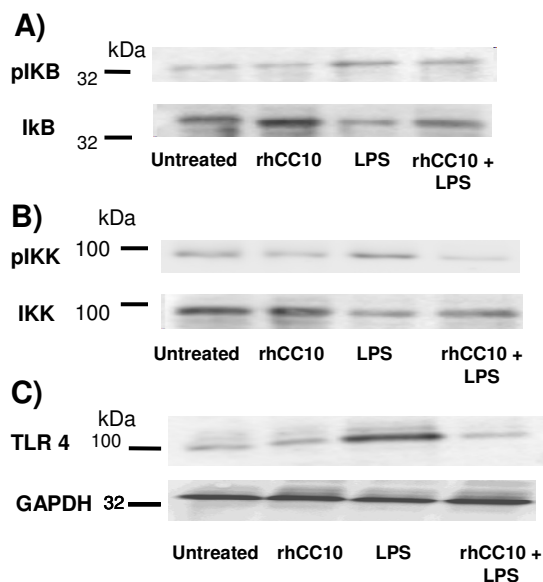 A)
kDa
pIKB
32
IkB
32
Untreated rhCC10 LPS rhCC10 +
LPS
B)
kDa
pIKK 100
IKK 100
Untreated rhCC10 LPS rhCC10 +
LPS
C)
kDa
TLR 4 100
GAPDH 32
Untreated rhCC10 LPS rhCC10 +
LPS